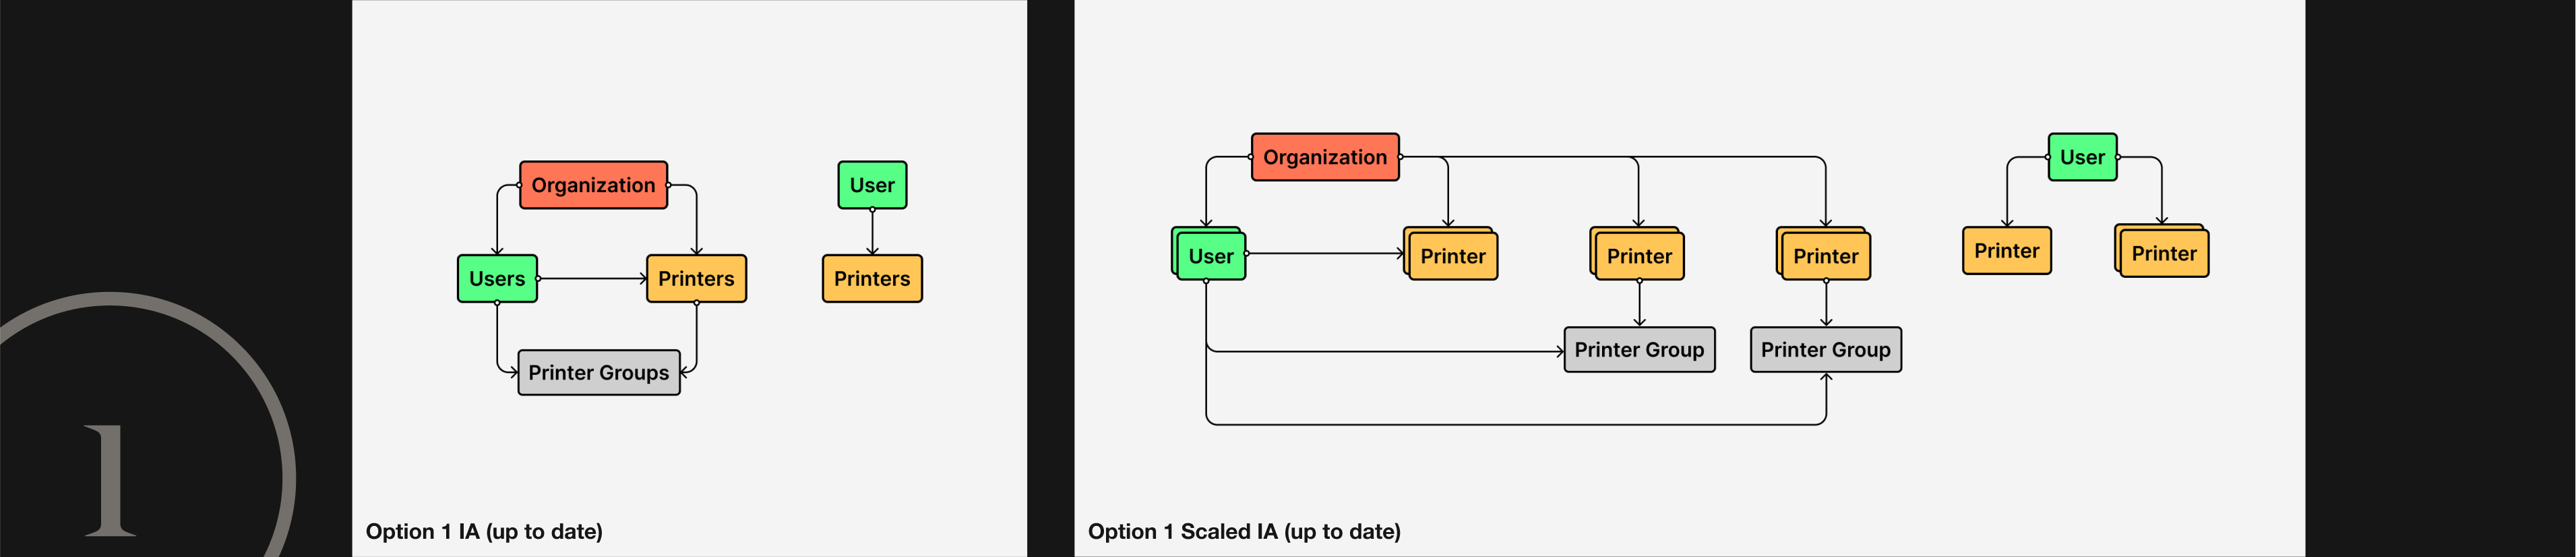 1
Organization
User
Users
Printers
Printers
Printer Groups
Option 1 IA (up to date)
Organization
User
User
Printer
Printer
Printer
Printer
Printer
Printer Group
Printer Group
Option 1 Scaled IA (up to date)